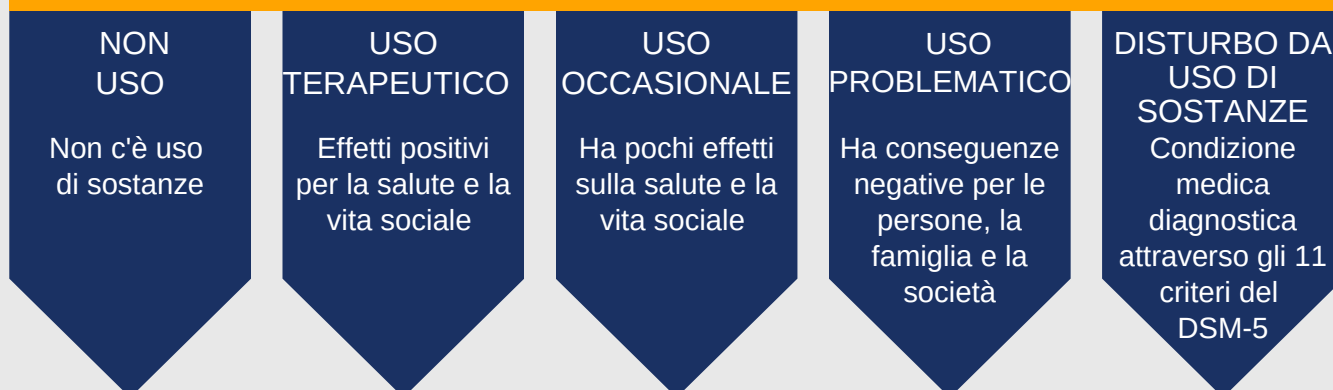 NON
USO
Non c'è uso
di sostanze
USO
TERAPEUTICO
Effetti positivi
per la salute e la
vita sociale
USO
OCCASIONALE
Ha pochi effetti
sulla salute e la
vita sociale
USO
PROBLEMATICO
Ha conseguenze
negative per le
persone, la
famiglia e la
società
DISTURBO DA
USO DI
SOSTANZE
Condizione
medica
diagnostica
attraverso gli 11
criteri del
DSM-5